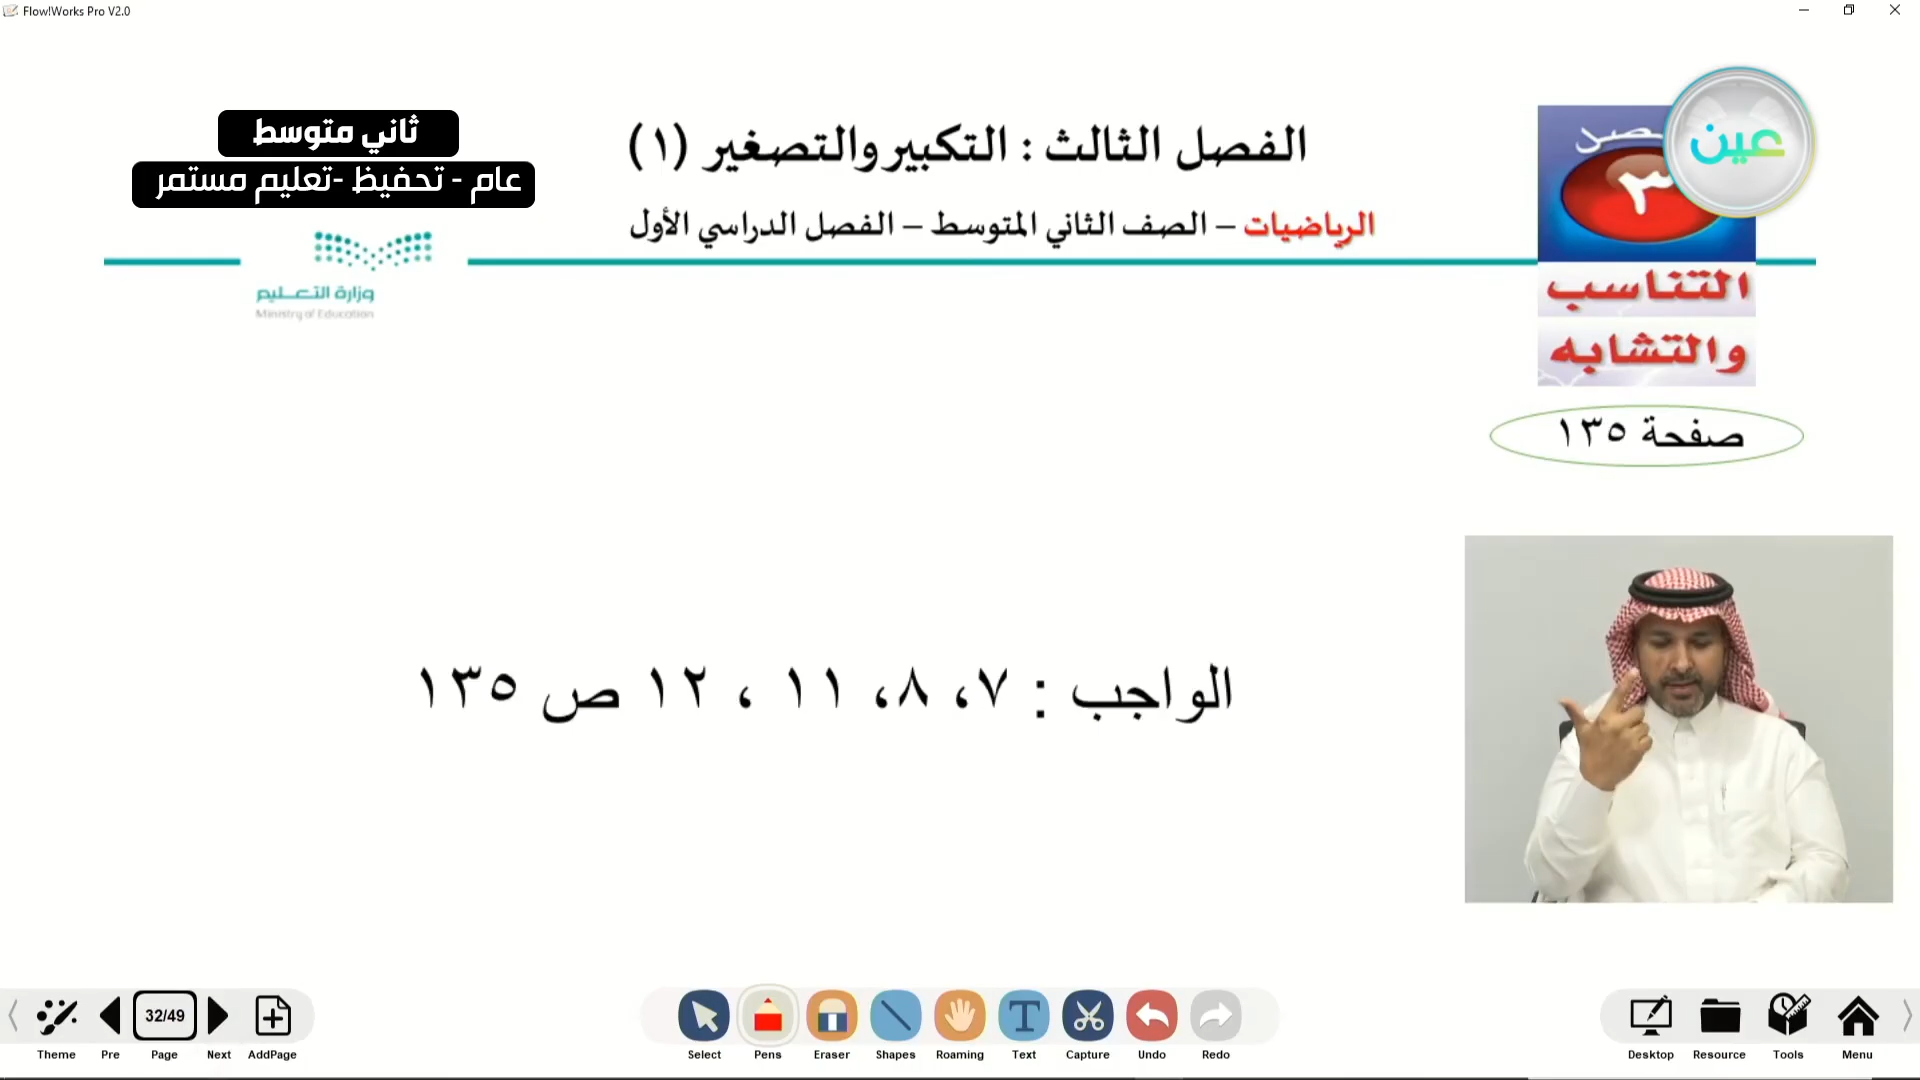 Flow!Works Pro V2.0
ثاني متوسط
عام - تحفيظ -تعليم مستمر
الفصل الثالث : التكبير والتصغير (١)
الرياضيات – الصف الثاني المتوسط – الفصل الدراسي الأول
عين
٣
التناسب
والتشابه
وزارة التعليم
Ministry of Education
صفحة ١٣٥
الواجب : ٧، ٨، ١١ ، ١٢ ص ١٣٥
32/49
Theme Pre Page Next AddPage
Select Pens Eraser Shapes Roaming Text Capture Undo Redo
Desktop Resource Tools Menu